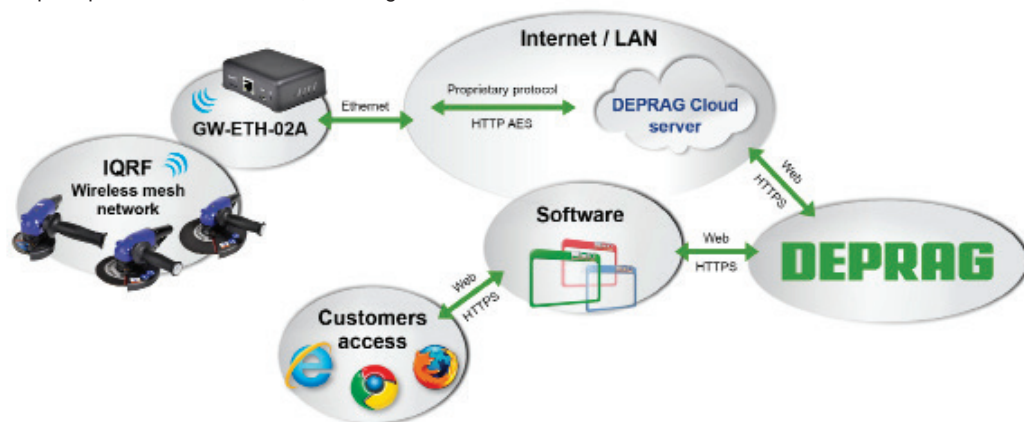 Internet / LAN
Proprietary protocol
HTTP AES
DEPRAG Cloud
server
Ethernet
GW-ETH-02A
IQRF
Wireless mesh
network
Web
HTTPS
Software
Web
HTTPS
DEPRAG
Web
HTTPS
Customers
access